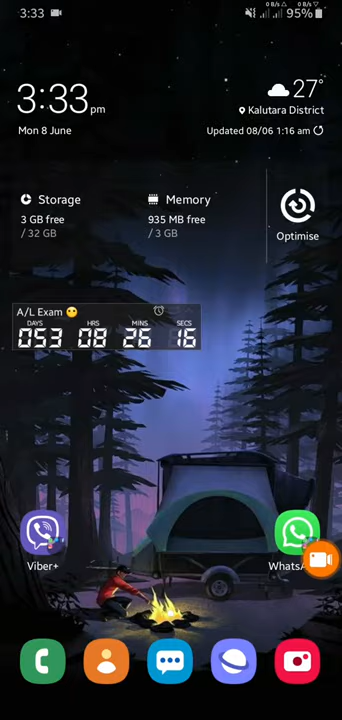 3:33
0 B/s △ 0 B/s ▽
95%
3:33pm
27°
Kalutara District
Mon 8 June
Updated 08/06 1:16 am
Storage
Memory
3 GB free
/ 32 GB
935 MB free
/ 3 GB
Optimise
A/L Exam 😶
DAYS HRS MINS SECS
053 08 26 16
Viber+
WhatsA